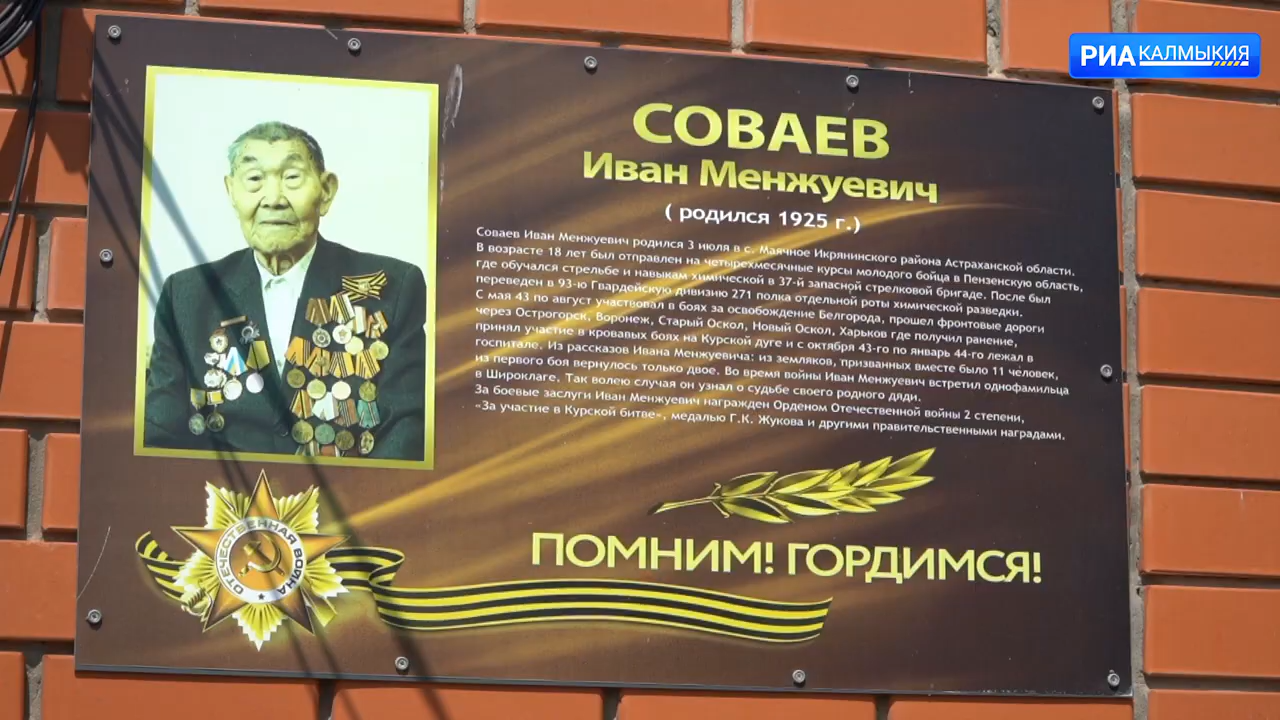 РИА КАЛМЫКИЯ
СОВАЕВ
Иван Менжуевич
( родился 1925 г.)
Соваев Иван Менжуевич родился 3 июля в с. Маячное Икрянинского района Астраханской области.
В возрасте 18 лет был отправлен на четырехмесячные курсы молодого бойца в Пензенскую область,
где обучался стрельбе и навыкам химической в 37-й запасной стрелковой бригаде. После был
переведен в 93-ю Гвардейскую дивизию 271 полка отдельной роты химической разведки.
С мая 43 по август участвовал в боях за освобождение Белгорода, прошел фронтовые дороги
через Острогорск, Воронеж, Старый Оскол, Новый Оскол, Харьков где получил ранение,
принял участие в кровавых боях на Курской дуге и с октября 43-го по январь 44-го лежал в
госпитале. Из рассказов Ивана Менжуевича: из земляков, призванных вместе было 11 человек,
из первого боя вернулось только двое. Во время войны Иван Менжуевич встретил однофамильца
в Широклаге. Так волею случая он узнал о судьбе своего родного дяди.
За боевые заслуги Иван Менжуевич награжден Орденом Отечественной войны 2 степени,
«За участие в Курской битве», медалью Г.К. Жукова и другими правительственными наградами.
ОТЕЧЕСТВЕННАЯ ВОЙНА
ПОМНИМ! ГОРДИМСЯ!